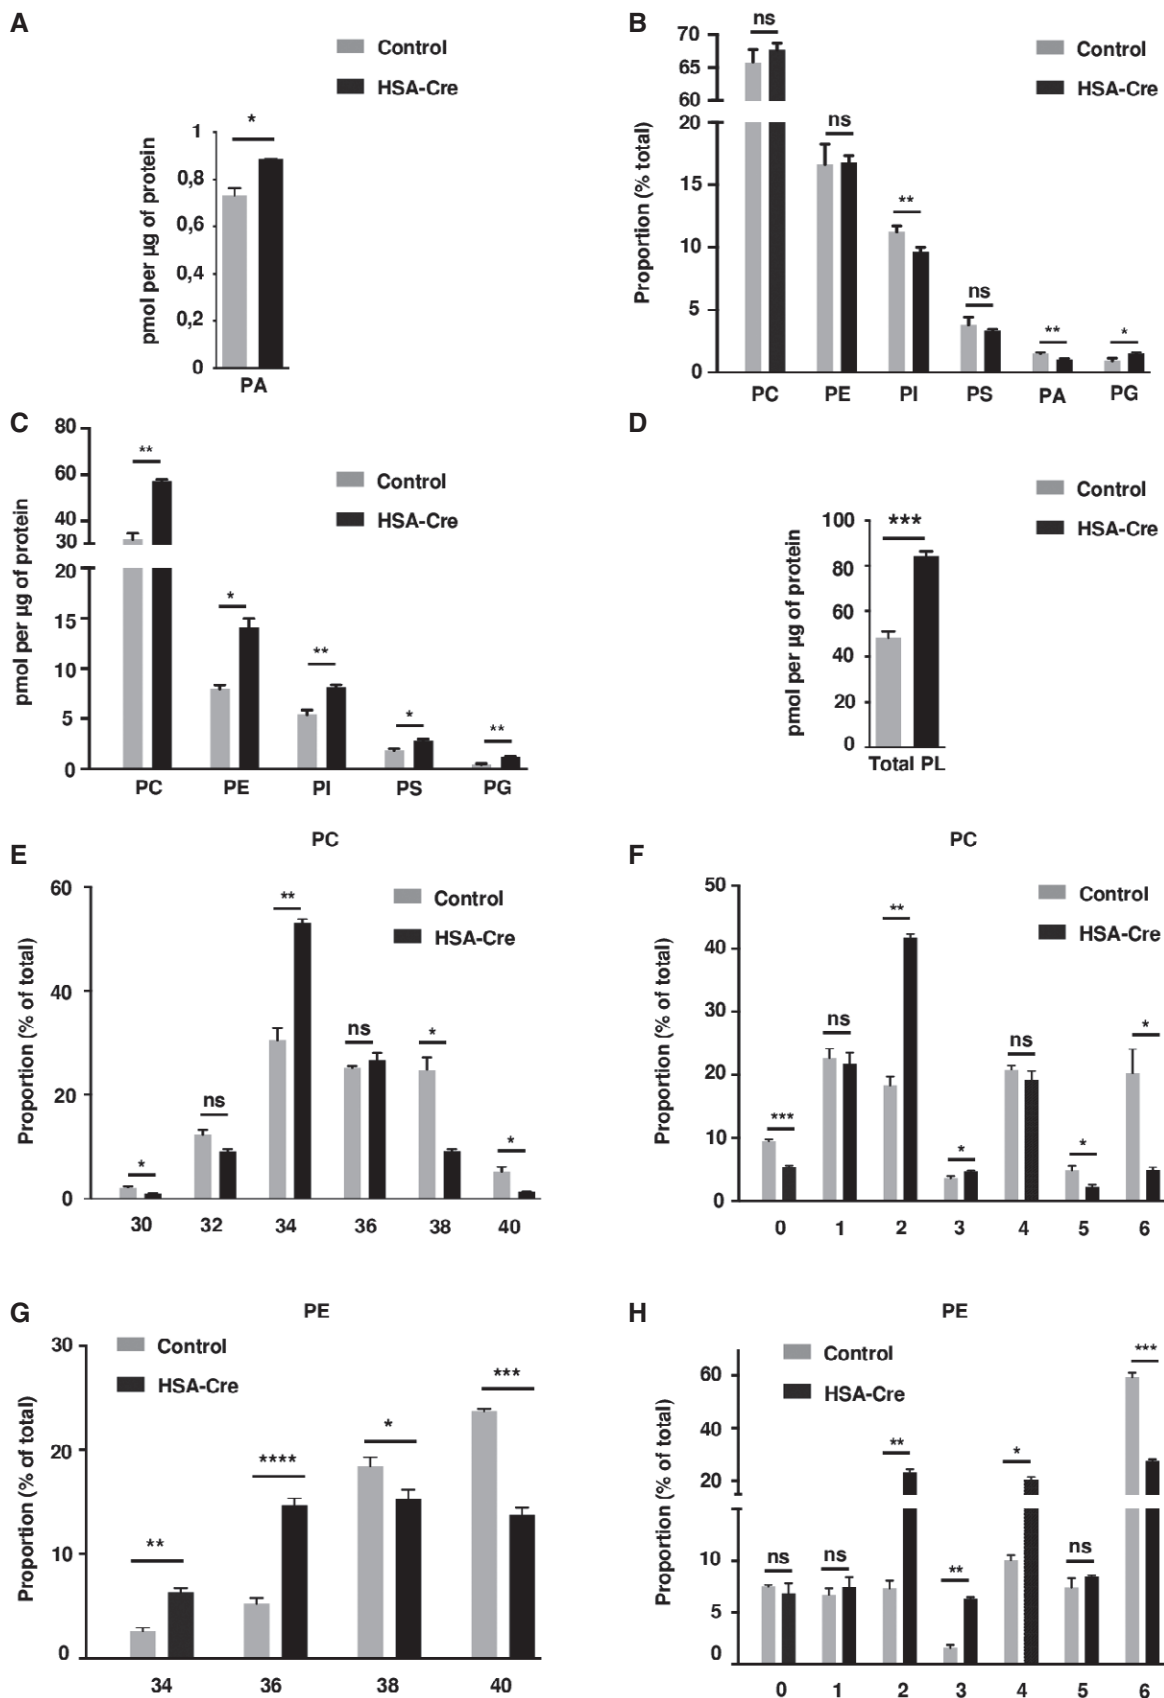 A
Control
HSA-Cre
*
1
0,8
0,6
0,4
0,2
0
pmol per µg of protein
PA
B
ns
Control
HSA-Cre
70
65
60
20
15
10
5
0
Proportion (% total)
ns
**
ns
**
*
PC PE PI PS PA PG
C
80
60
40
30
20
15
10
5
0
pmol per µg of protein
**
*
**
*
**
Control
HSA-Cre
PC PE PI PS PG
D
Control
HSA-Cre
***
100
80
60
40
20
0
pmol per µg of protein
Total PL
E
PC
60
40
20
0
Proportion (% of total)
Control
HSA-Cre
*
ns
**
ns
*
*
30 32 34 36 38 40
F
PC
50
40
30
20
10
0
Proportion (% of total)
Control
HSA-Cre
***
ns
**
*
ns
*
*
0 1 2 3 4 5 6
G
PE
30
20
10
0
Proportion (% of total)
Control
HSA-Cre
**
****
*
***
34 36 38 40
H
PE
60
40
20
10
5
0
Proportion (% of total)
Control
HSA-Cre
ns
ns
**
**
*
ns
***
0 1 2 3 4 5 6